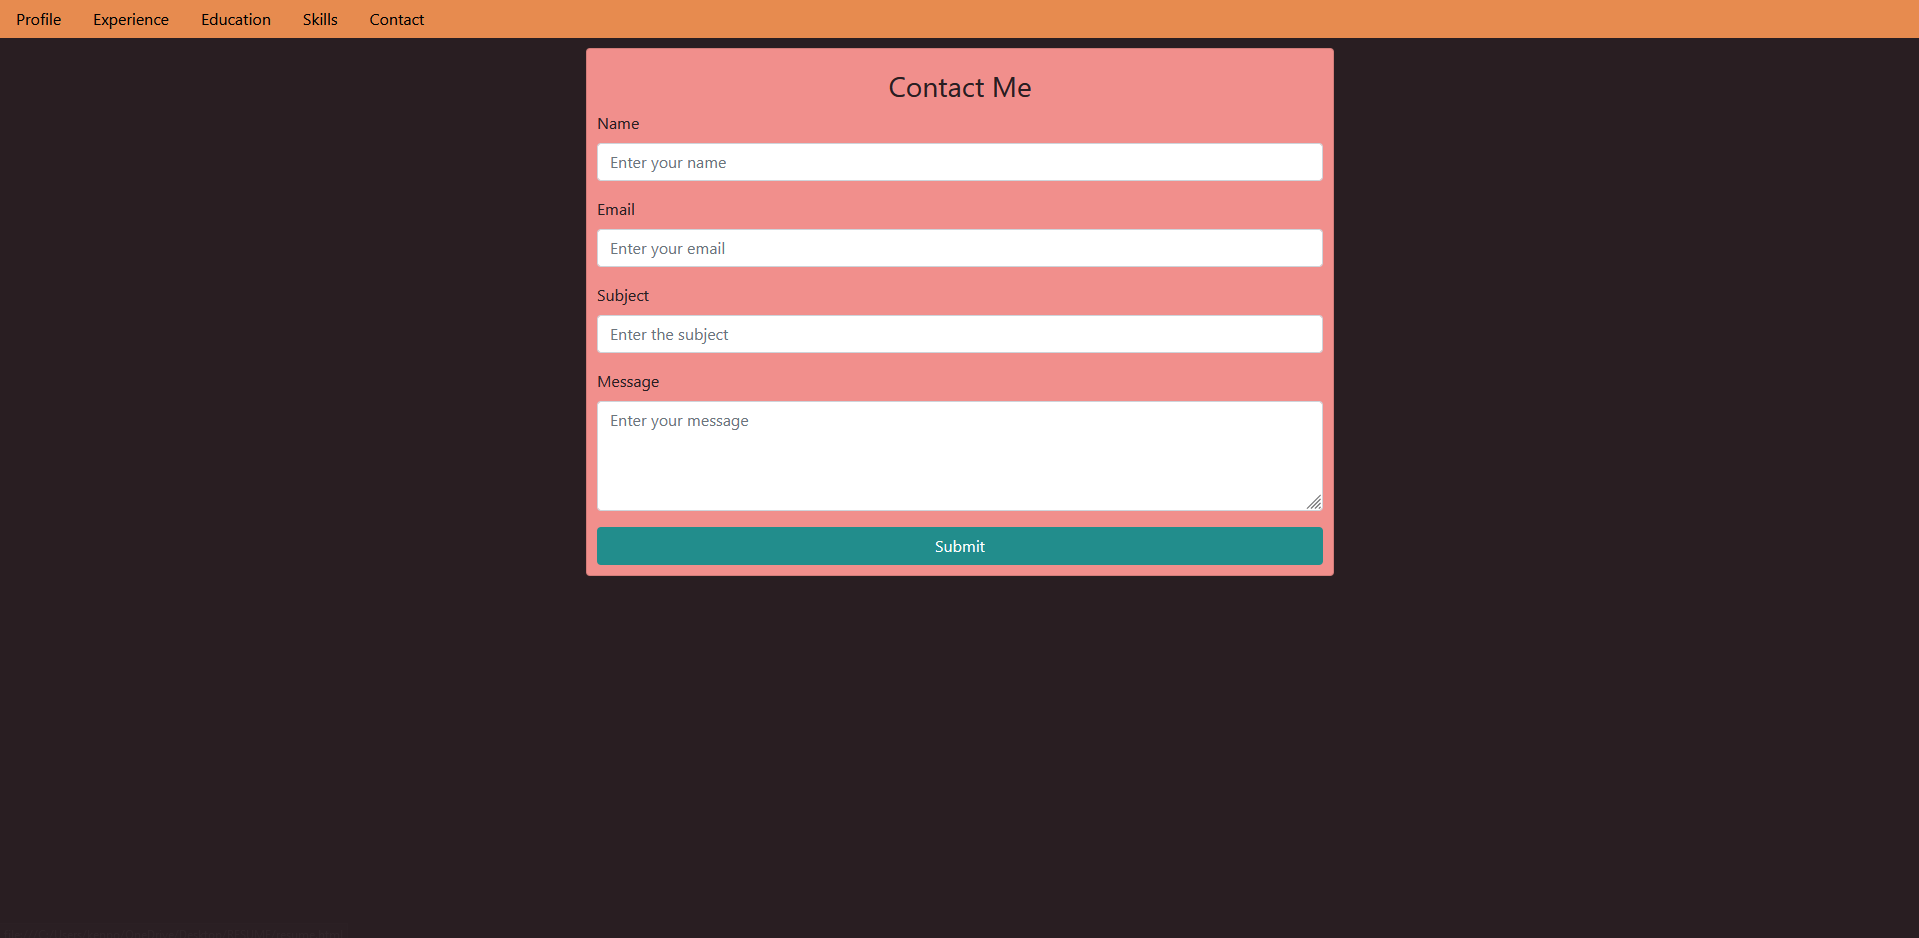 Profile Experience Education Skills Contact
Contact Me
Name
Enter your name
Email
Enter your email
Subject
Enter the subject
Message
Enter your message
Submit